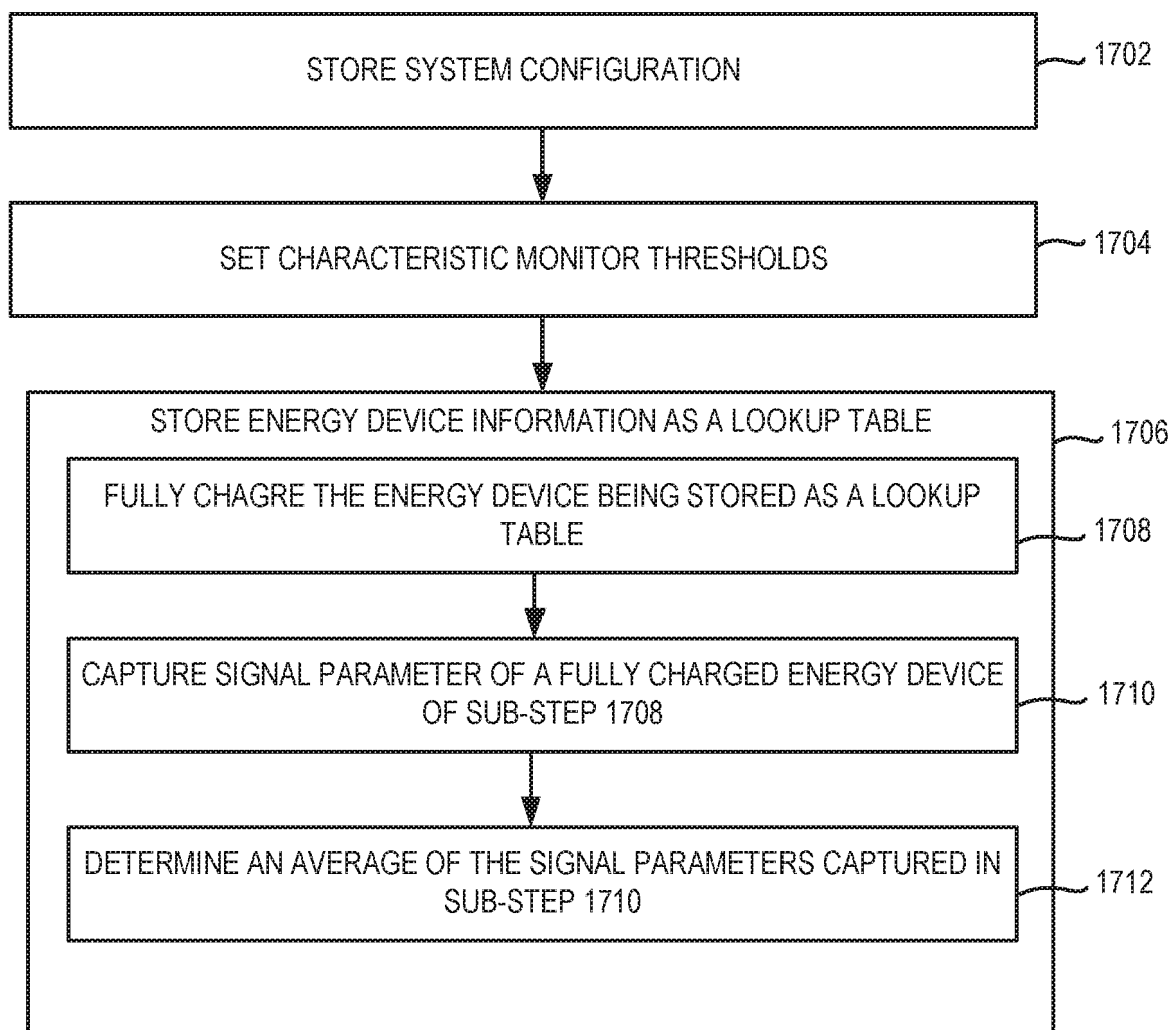 STORE SYSTEM CONFIGURATION
1702
SET CHARACTERISTIC MONITOR THRESHOLDS
1704
STORE ENERGY DEVICE INFORMATION AS A LOOKUP TABLE
1706
FULLY CHAGRE THE ENERGY DEVICE BEING STORED AS A LOOKUP
TABLE
1708
CAPTURE SIGNAL PARAMETER OF A FULLY CHARGED ENERGY DEVICE
OF SUB-STEP 1708
1710
DETERMINE AN AVERAGE OF THE SIGNAL PARAMETERS CAPTURED IN
SUB-STEP 1710
1712